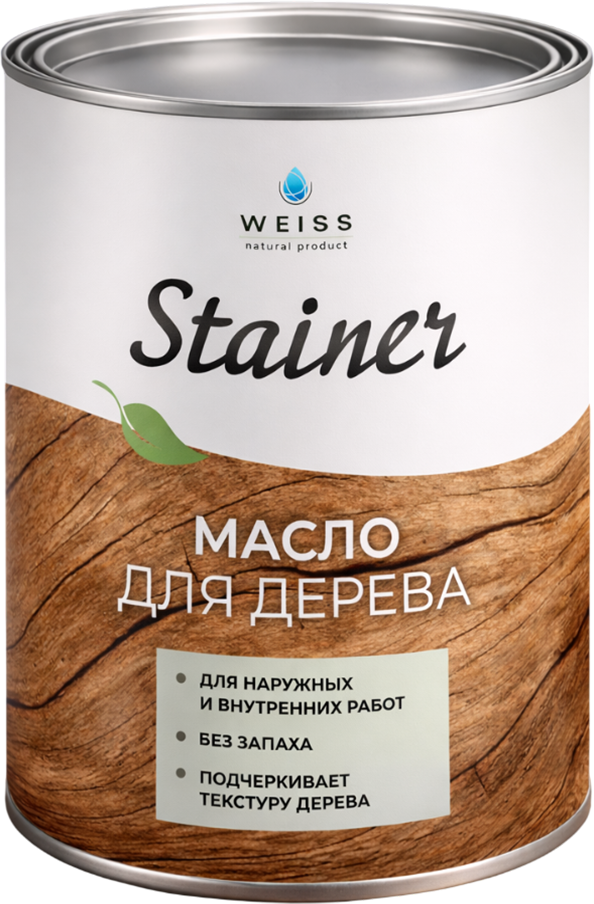 WEISS
natural product
Stainer
МАСЛО
ДЛЯ ДЕРЕВА
ДЛЯ НАРУЖНЫХ
И ВНУТРЕННИХ РАБОТ
БЕЗ ЗАПАХА
ПОДЧЕРКИВАЕТ
ТЕКСТУРУ ДЕРЕВА